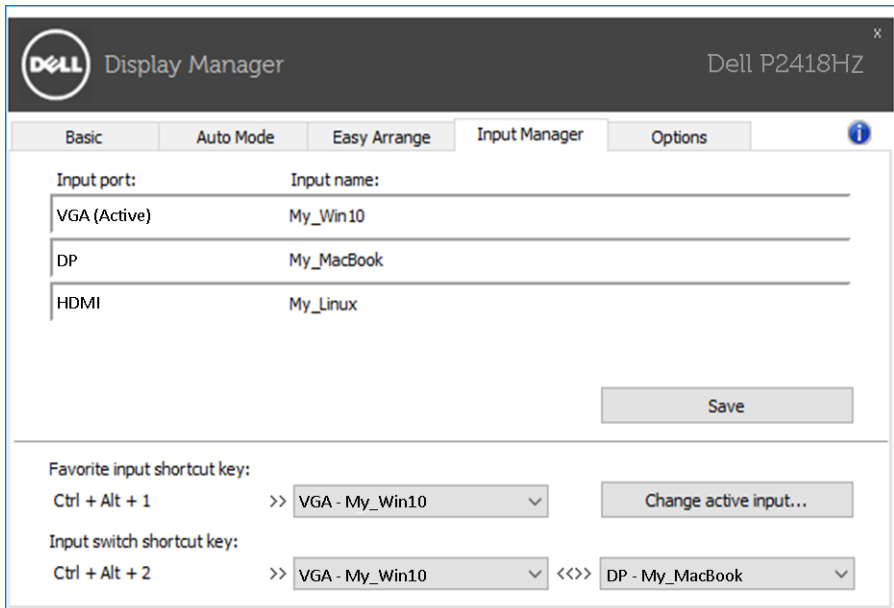 DELL Display Manager Dell P2418HZ x
Basic Auto Mode Easy Arrange Input Manager Options i
Input port: Input name:
VGA (Active) My_Win10
DP My_MacBook
HDMI My_Linux
Save
Favorite input shortcut key:
Ctrl + Alt + 1 >> VGA - My_Win10 Change active input...
Input switch shortcut key:
Ctrl + Alt + 2 >> VGA - My_Win10 <<>> DP - My_MacBook